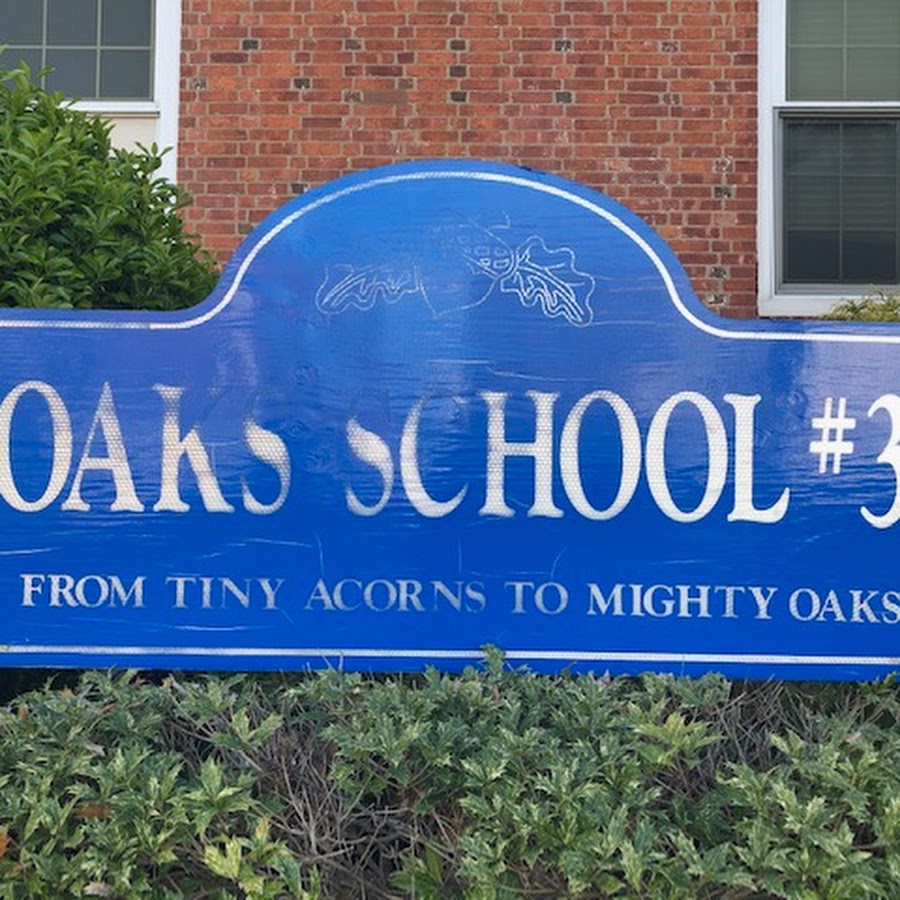 OAKS SCHOOL #3
FROM TINY ACORNS TO MIGHTY OAKS